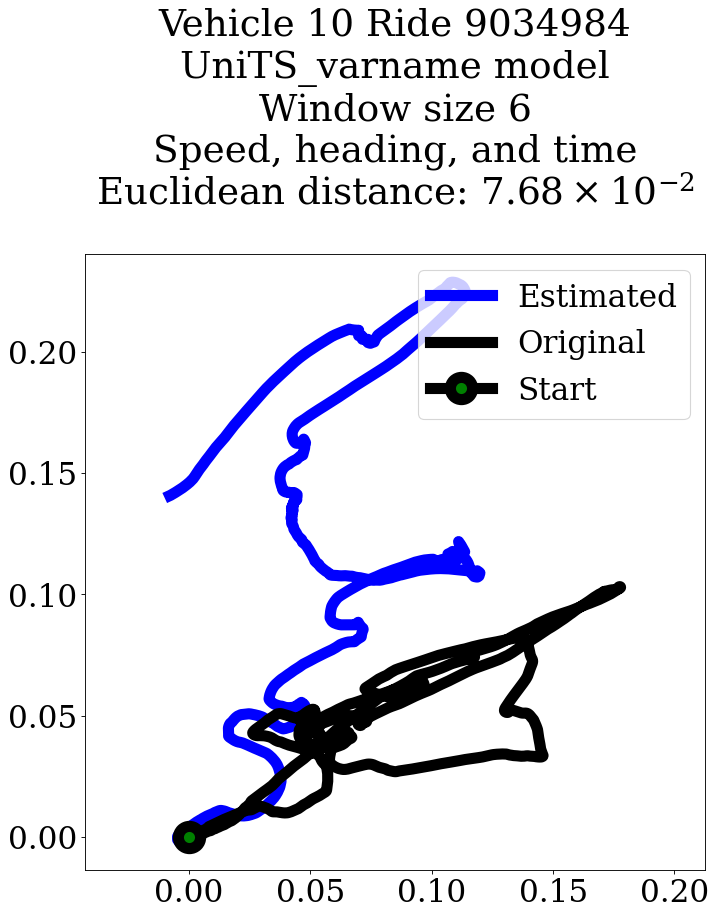 Vehicle 10 Ride 9034984
UniTS_varname model
Window size 6
Speed, heading, and time
Euclidean distance: 7.68 × 10⁻²
Estimated
Original
Start
0.20
0.15
0.10
0.05
0.00
0.00 0.05 0.10 0.15 0.20